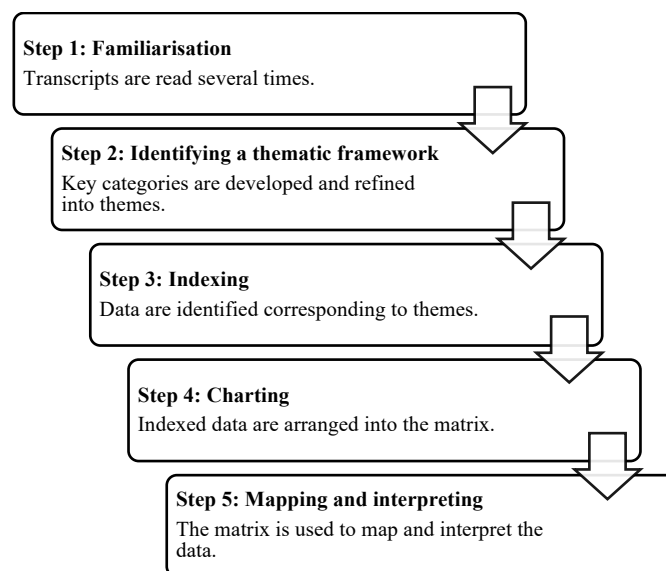 Step 1: Familiarisation
Transcripts are read several times.
Step 2: Identifying a thematic framework
Key categories are developed and refined
into themes.
Step 3: Indexing
Data are identified corresponding to themes.
Step 4: Charting
Indexed data are arranged into the matrix.
Step 5: Mapping and interpreting
The matrix is used to map and interpret the
data.